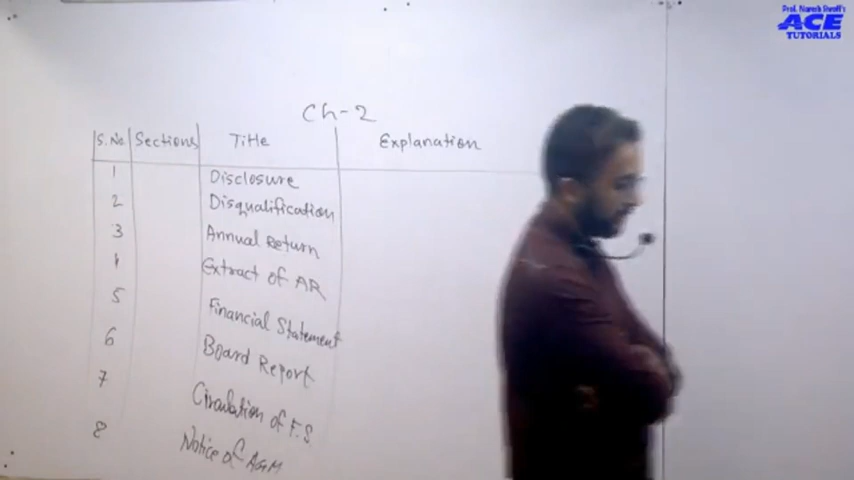 Prof. Naresh Shroff's
ACE
TUTORIALS
Ch-2
S.No. Sections Title Explanation
1 Disclosure
2 Disqualification
3 Annual Return
4 Extract of AR
5 Financial Statement
6 Board Report
7 Circulation of F.S
8 Notice of AGM